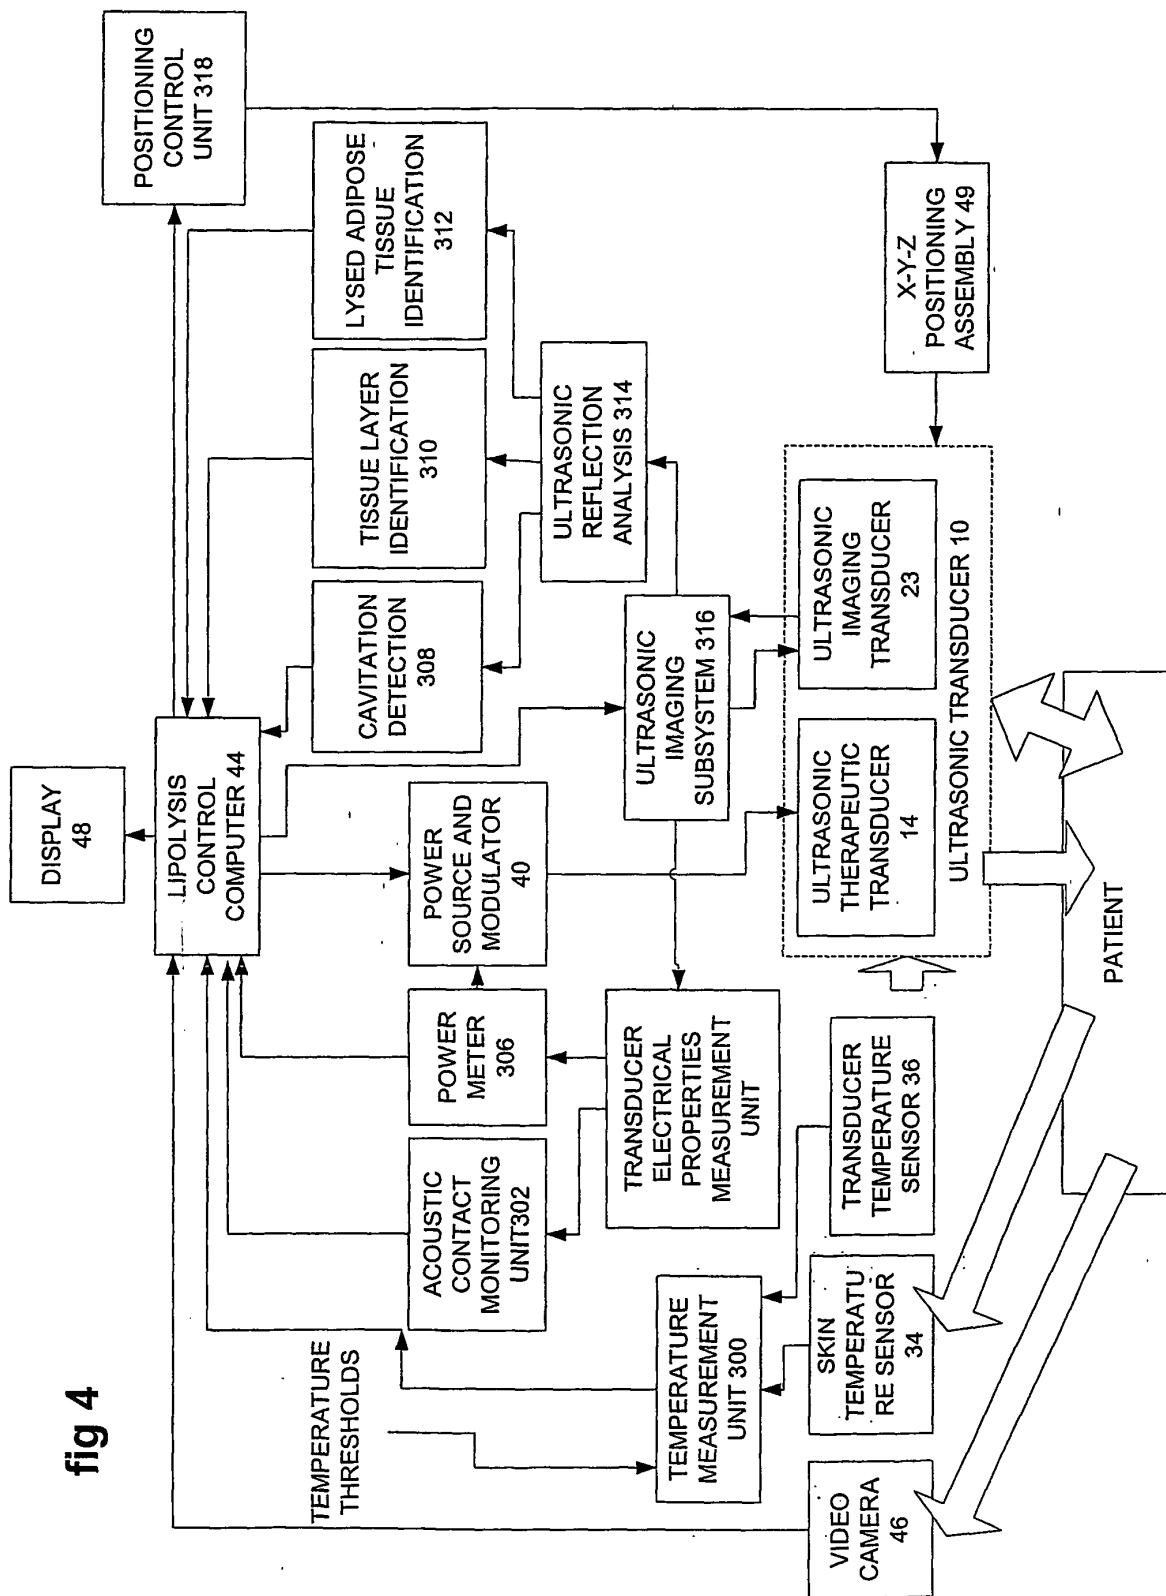 fig 4
DISPLAY
48
POSITIONING
CONTROL
UNIT 318
LIPOLYSIS
CONTROL
COMPUTER 44
TEMPERATURE
THRESHOLDS
ACOUSTIC
CONTACT
MONITORING
UNIT302
POWER
METER
306
POWER
SOURCE AND
MODULATOR
40
CAVITATION
DETECTION
308
TISSUE LAYER
IDENTIFICATION
310
LYSED ADIPOSE
TISSUE
IDENTIFICATION
312
TEMPERATURE
MEASUREMENT
UNIT 300
TRANSDUCER
ELECTRICAL
PROPERTIES
MEASUREMENT
UNIT
ULTRASONIC
IMAGING
SUBSYSTEM 316
ULTRASONIC
REFLECTION
ANALYSIS 314
VIDEO
CAMERA
46
SKIN
TEMPERATU
RE SENSOR
34
TRANSDUCER
TEMPERATURE
SENSOR 36
ULTRASONIC
THERAPEUTIC
TRANSDUCER
14
ULTRASONIC
IMAGING
TRANSDUCER
23
ULTRASONIC TRANSDUCER 10
X-Y-Z
POSITIONING
ASSEMBLY 49
PATIENT